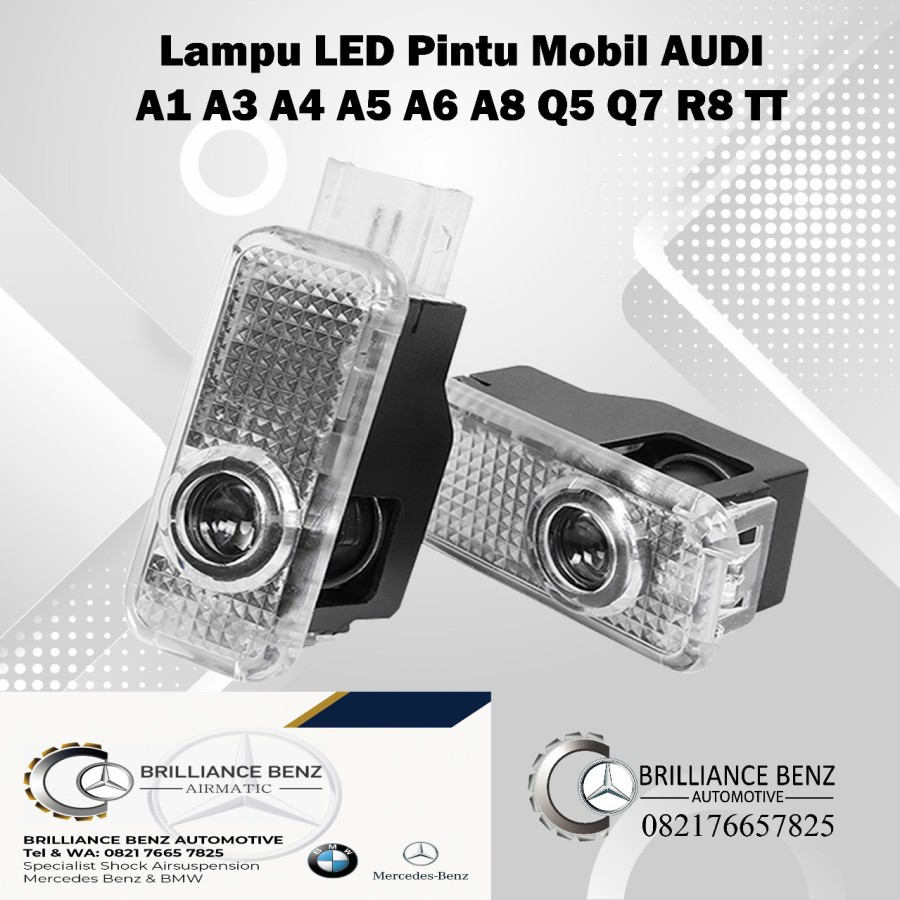 Lampu LED Pintu Mobil AUDI
A1 A3 A4 A5 A6 A8 Q5 Q7 R8 TT
BRILLIANCE BENZ
AIRMATIC
BRILLIANCE BENZ AUTOMOTIVE
Tel & WA: 0821 7665 7825
Specialist Shock Airsuspension
Mercedes Benz & BMW
BMW
Mercedes-Benz
BRILLIANCE BENZ
AUTOMOTIVE
082176657825